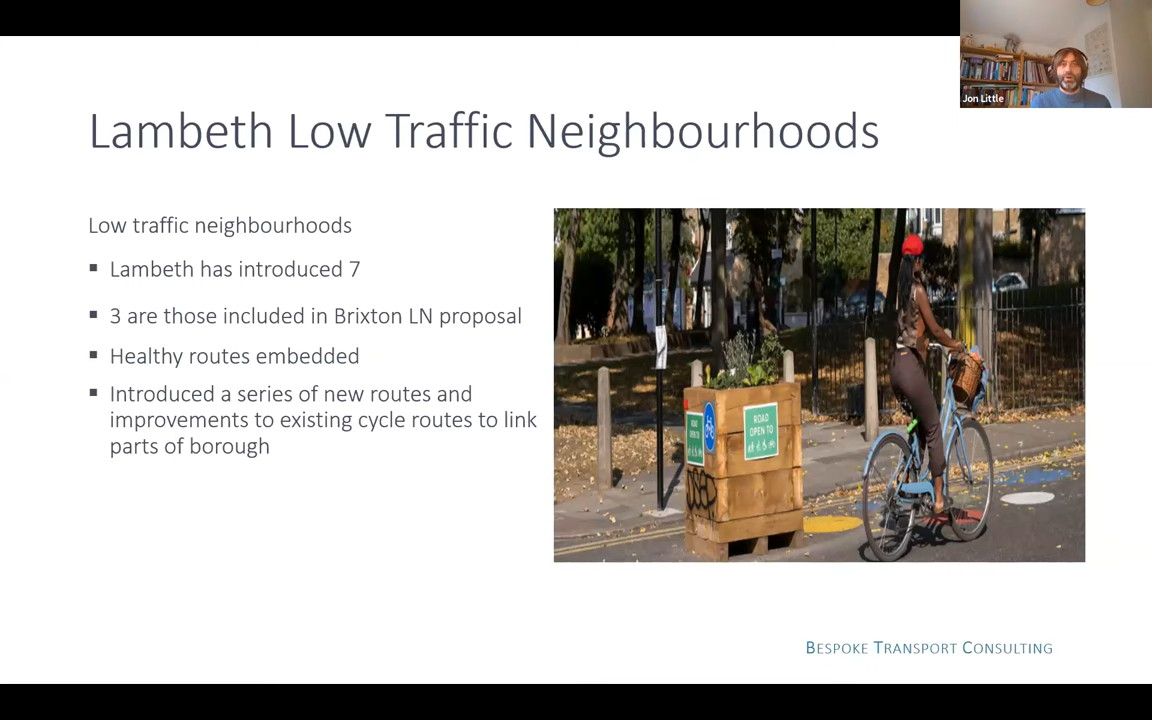 Jon Little
Lambeth Low Traffic Neighbourhoods
Low traffic neighbourhoods
▪ Lambeth has introduced 7
▪ 3 are those included in Brixton LN proposal
▪ Healthy routes embedded
▪ Introduced a series of new routes and
improvements to existing cycle routes to link
parts of borough
ROAD
OPEN TO
BESPOKE TRANSPORT CONSULTING